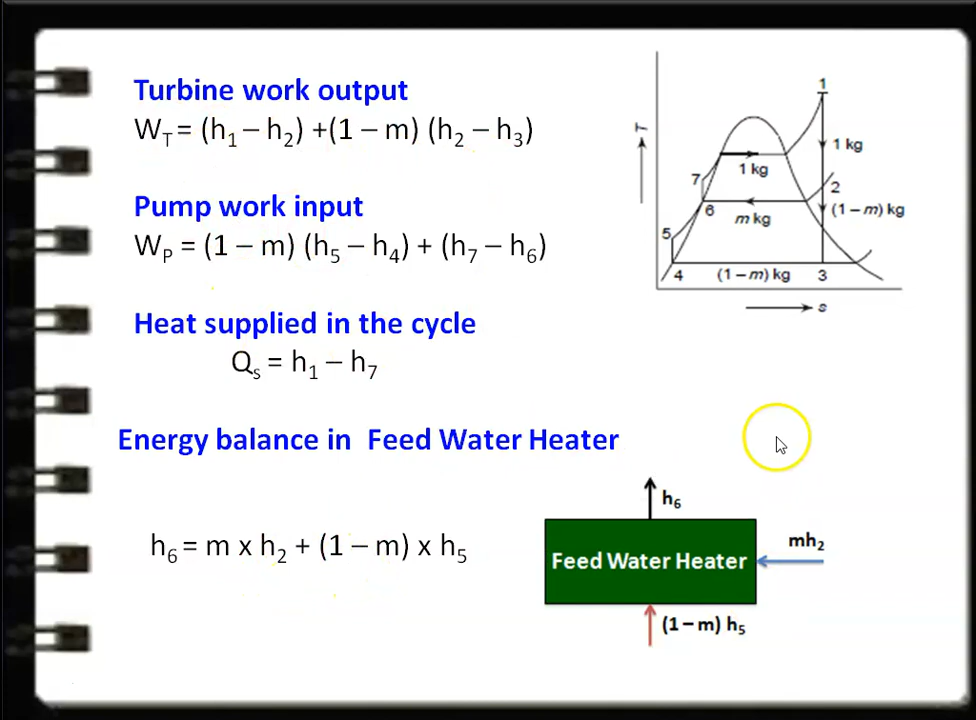 Turbine work output
W_T = (h₁ – h₂) +(1 – m) (h₂ – h₃)
Pump work input
W_P = (1 – m) (h₅ – h₄) + (h₇ – h₆)
Heat supplied in the cycle
Qₛ = h₁ – h₇
Energy balance in Feed Water Heater
h₆ = m x h₂ + (1 – m) x h₅
T
1
1 kg
1 kg
7
2
6
m kg
(1 – m) kg
5
4
(1 – m) kg
3
s
h₆
Feed Water Heater
mh₂
(1 – m) h₅